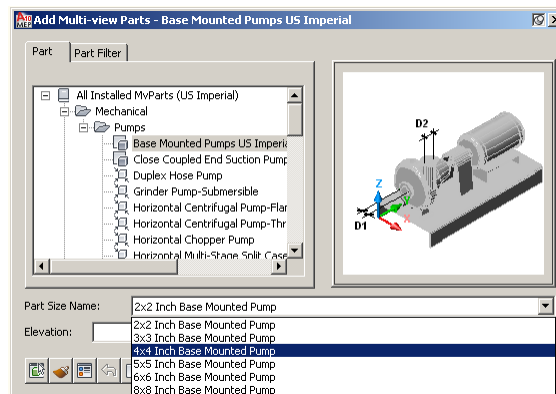 Add Multi-view Parts - Base Mounted Pumps US Imperial
Part
Part Filter
All Installed MvParts (US Imperial)
Mechanical
Pumps
Base Mounted Pumps US Imperia
Close Coupled End Suction Pump
Duplex Hose Pump
Grinder Pump-Submersible
Horizontal Centrifugal Pump-Flar
Horizontal Centrifugal Pump-Thr
Horizontal Chopper Pump
Horizontal Multi-Stage Split Case
D2
Z
Y
X
D1
Part Size Name:
2x2 Inch Base Mounted Pump
Elevation:
2x2 Inch Base Mounted Pump
3x3 Inch Base Mounted Pump
4x4 Inch Base Mounted Pump
5x5 Inch Base Mounted Pump
6x6 Inch Base Mounted Pump
8x8 Inch Base Mounted Pump